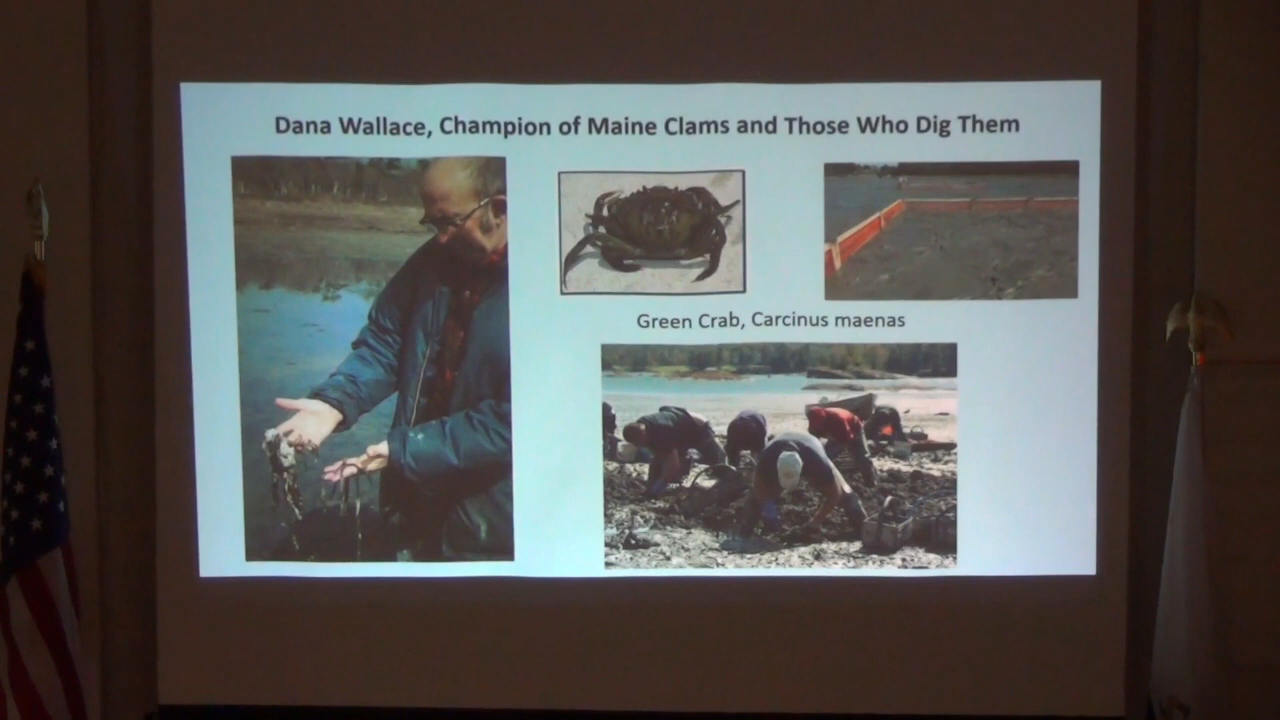 Dana Wallace, Champion of Maine Clams and Those Who Dig Them
Green Crab, Carcinus maenas